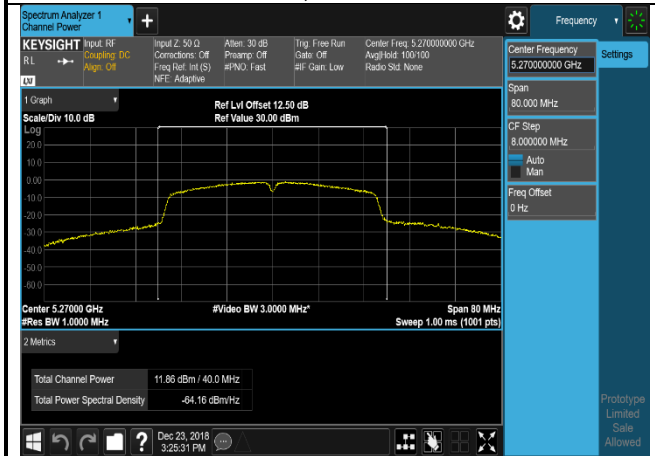 Spectrum Analyzer 1
Channel Power
+
Frequency
KEYSIGHT
Input: RF
Coupling: DC
Align: Off
Input Z: 50 Ω
Corrections: Off
Freq Ref: Int (S)
NFE: Adaptive
Atten: 30 dB
Preamp: Off
#PNO: Fast
Trig: Free Run
Gate: Off
#IF Gain: Low
Center Freq: 5.270000000 GHz
Avg|Hold: 100/100
Radio Std: None
RL
LXI
Center Frequency
5.270000000 GHz
Settings
Span
80.000 MHz
CF Step
8.000000 MHz
Auto
Man
Freq Offset
0 Hz
1 Graph
Scale/Div 10.0 dB
Ref Lvl Offset 12.50 dB
Ref Value 30.00 dBm
Log
20.0
10.0
0.00
-10.0
-20.0
-30.0
-40.0
-50.0
-60.0
Center 5.27000 GHz
#Video BW 3.0000 MHz*
Span 80 MHz
#Res BW 1.0000 MHz
Sweep 1.00 ms (1001 pts)
2 Metrics
Total Channel Power 11.86 dBm / 40.0 MHz
Total Power Spectral Density -64.16 dBm/Hz
Prototype
Limited
Sale
Allowed
?
Dec 23, 2018
3:25:31 PM